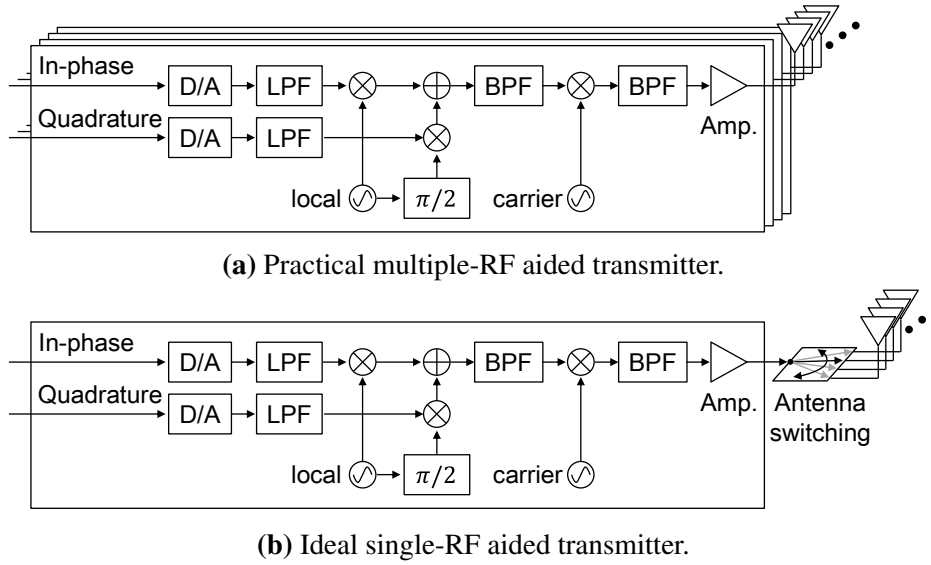 In-phase
D/A LPF BPF BPF
Quadrature
Amp.
D/A LPF
local π/2 carrier
(a) Practical multiple-RF aided transmitter.
In-phase
D/A LPF BPF BPF
Quadrature
Amp.
D/A LPF
Antenna
switching
local π/2 carrier
(b) Ideal single-RF aided transmitter.